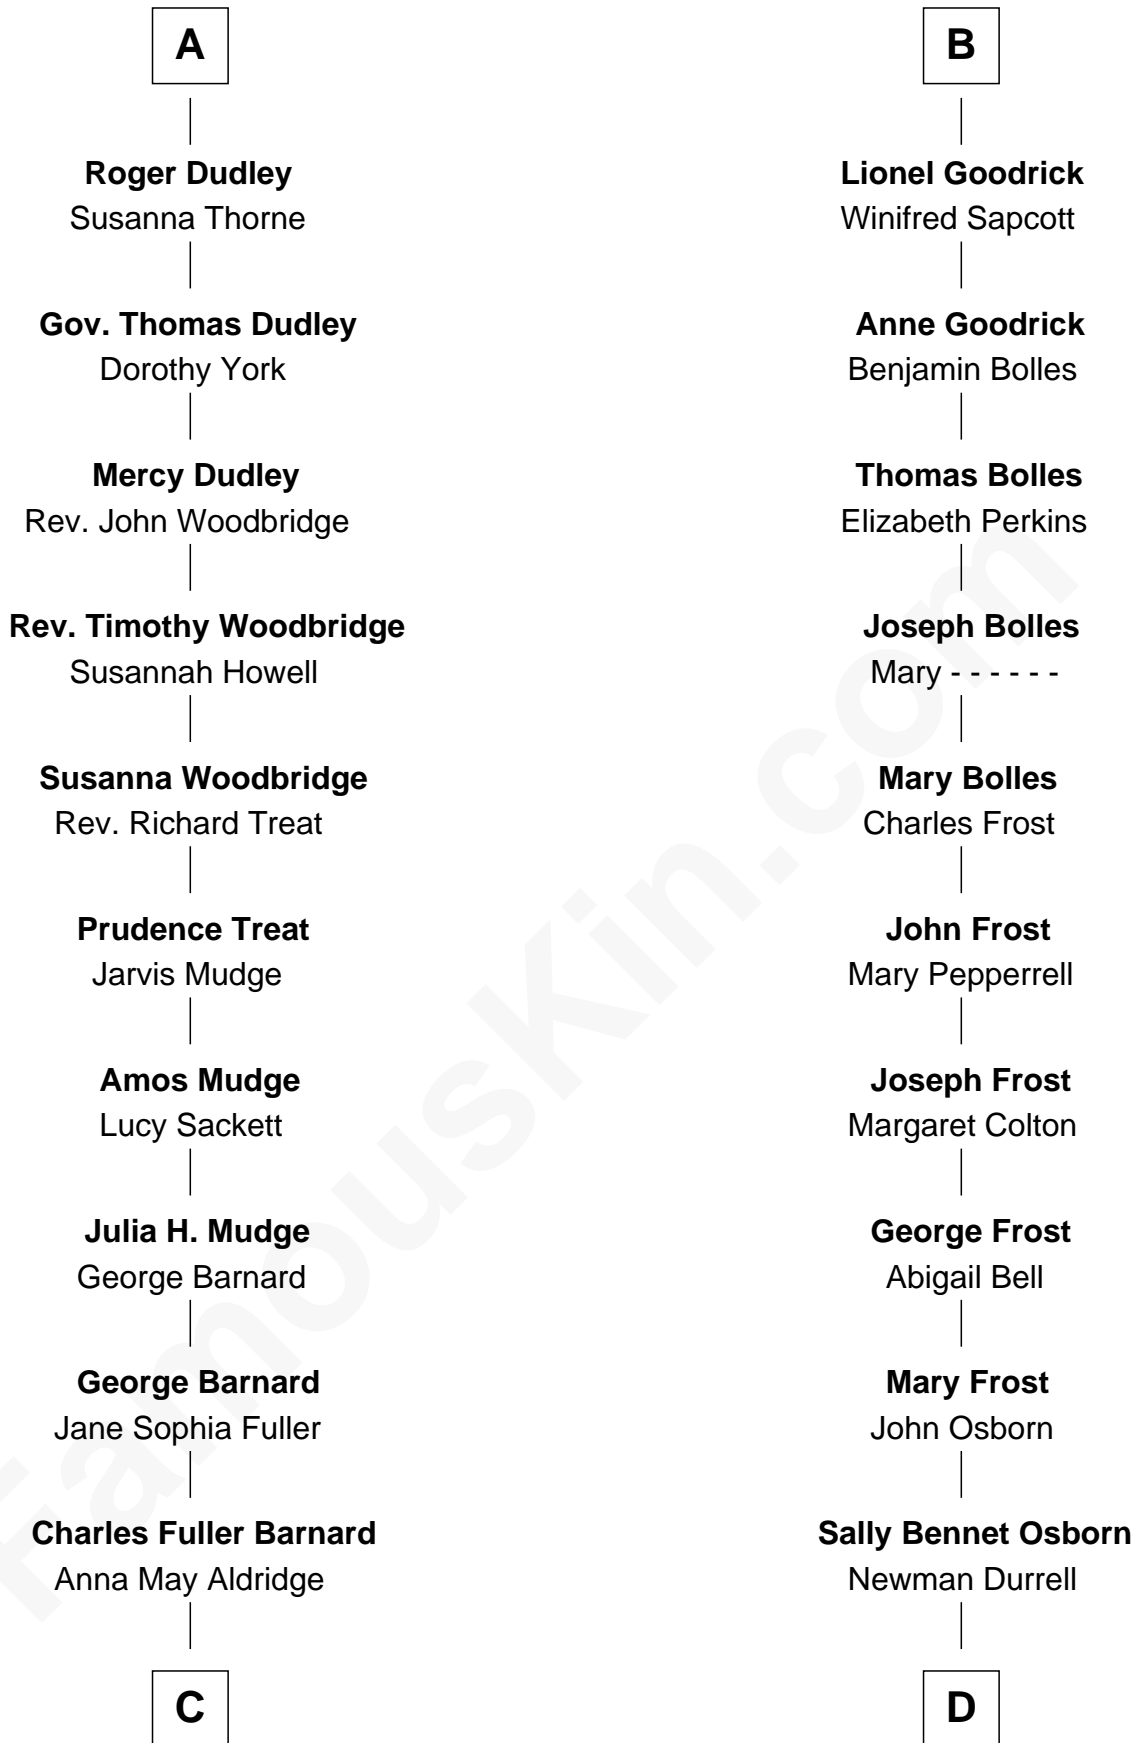 A
Roger Dudley
Susanna Thorne
Gov. Thomas Dudley
Dorothy York
Mercy Dudley
Rev. John Woodbridge
Rev. Timothy Woodbridge
Susannah Howell
Susanna Woodbridge
Rev. Richard Treat
Prudence Treat
Jarvis Mudge
Amos Mudge
Lucy Sackett
Julia H. Mudge
George Barnard
George Barnard
Jane Sophia Fuller
Charles Fuller Barnard
Anna May Aldridge
C
B
Lionel Goodrick
Winifred Sapcott
Anne Goodrick
Benjamin Bolles
Thomas Bolles
Elizabeth Perkins
Joseph Bolles
Mary - - - - - -
Mary Bolles
Charles Frost
John Frost
Mary Pepperrell
Joseph Frost
Margaret Colton
George Frost
Abigail Bell
Mary Frost
John Osborn
Sally Bennet Osborn
Newman Durrell
D
FamousKin.com